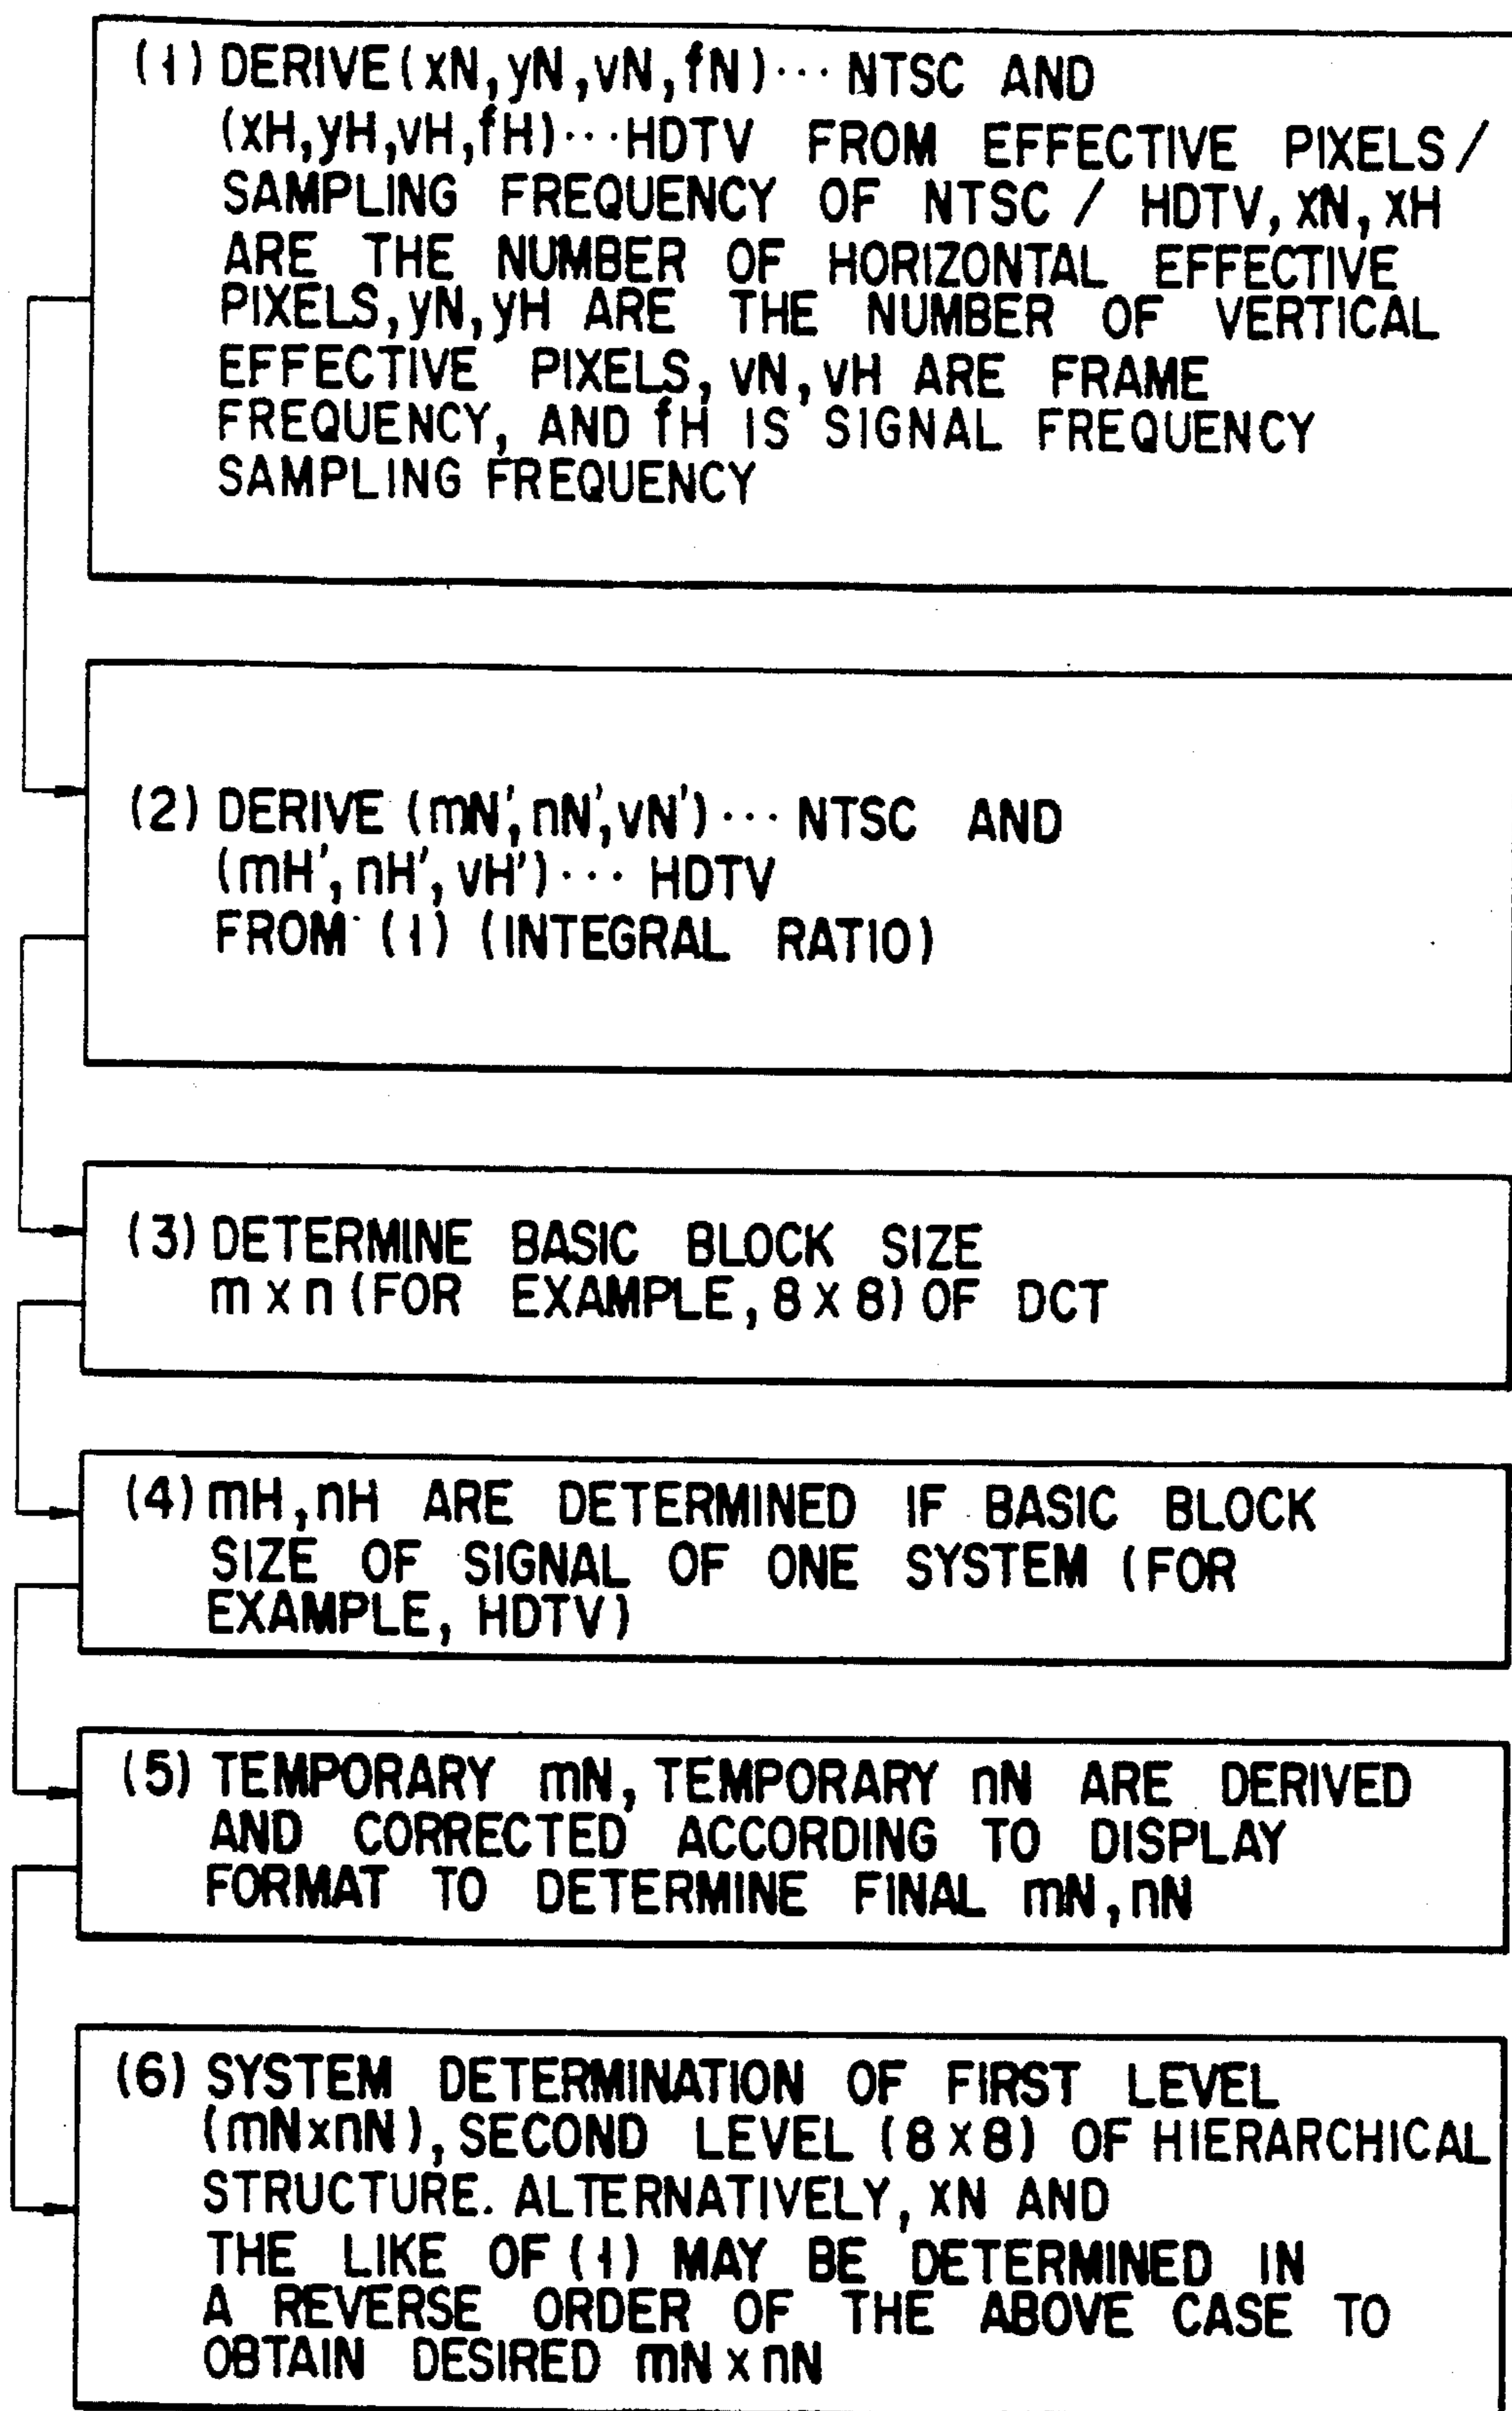 (1) DERIVE (xN, yN, vN, fN) ··· NTSC AND
(xH, yH, vH, fH) ··· HDTV FROM EFFECTIVE PIXELS /
SAMPLING FREQUENCY OF NTSC / HDTV, xN, xH
ARE THE NUMBER OF HORIZONTAL EFFECTIVE
PIXELS, yN, yH ARE THE NUMBER OF VERTICAL
EFFECTIVE PIXELS, vN, vH ARE FRAME
FREQUENCY, AND fH IS SIGNAL FREQUENCY
SAMPLING FREQUENCY
(2) DERIVE (mN', nN', vN') ··· NTSC AND
(mH', nH', vH') ··· HDTV
FROM (1) (INTEGRAL RATIO)
(3) DETERMINE BASIC BLOCK SIZE
m x n (FOR EXAMPLE, 8 X 8) OF DCT
(4) mH, nH ARE DETERMINED IF BASIC BLOCK
SIZE OF SIGNAL OF ONE SYSTEM (FOR
EXAMPLE, HDTV)
(5) TEMPORARY mN, TEMPORARY nN ARE DERIVED
AND CORRECTED ACCORDING TO DISPLAY
FORMAT TO DETERMINE FINAL mN, nN
(6) SYSTEM DETERMINATION OF FIRST LEVEL
(mN x nN), SECOND LEVEL (8 X 8) OF HIERARCHICAL
STRUCTURE. ALTERNATIVELY, xN AND
THE LIKE OF (1) MAY BE DETERMINED IN
A REVERSE ORDER OF THE ABOVE CASE TO
OBTAIN DESIRED mN x nN